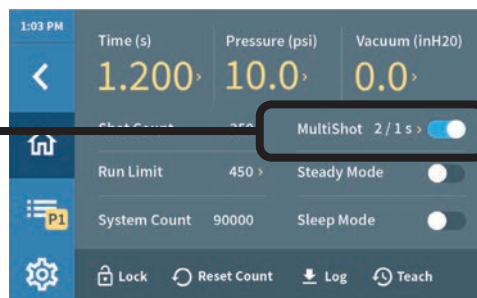 1:03 PM
Time (s) Pressure (psi) Vacuum (inH20)
1.200 10.0 0.0
MultiShot 2 / 1 s
Run Limit 450 Steady Mode
P1
System Count 90000 Sleep Mode
Lock Reset Count Log Teach